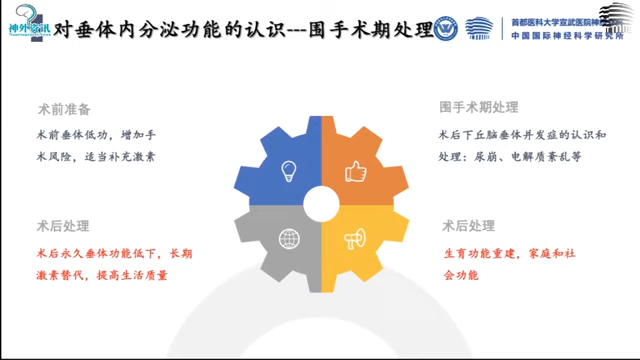 神外资讯
对垂体内分泌功能的认识---围手术期处理
首都医科大学宣武医院神经
中国国际神经科学研究所
术前准备
术前垂体低功，增加手
术风险，适当补充激素
围手术期处理
术后下丘脑垂体并发症的认识和
处理：尿崩、电解质紊乱等
术后处理
术后永久垂体功能低下，长期
激素替代，提高生活质量
术后处理
生育功能重建，家庭和社
会功能